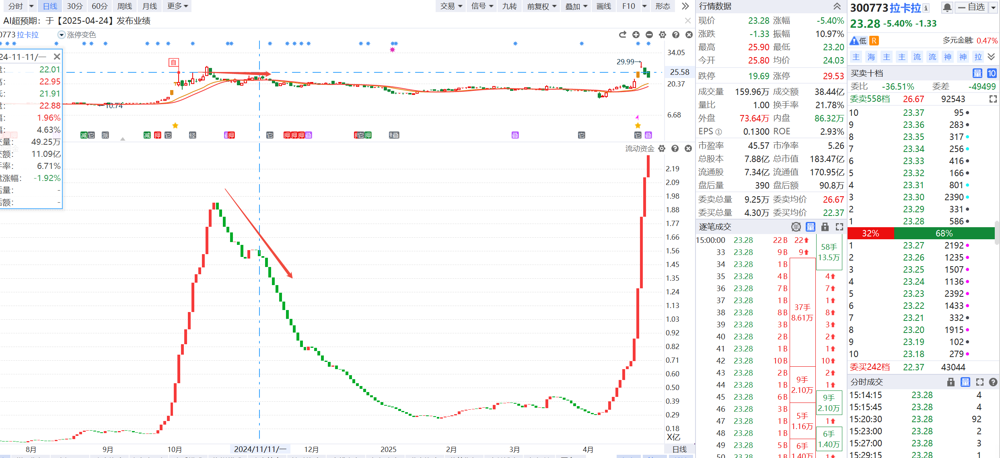 分时 日线 30分 60分 周线 月线 更多 交易 信号 九转 前复权 叠加 画线 F10 形态
AI超预期：于【2025-04-24】发布业绩
0773 拉卡拉 涨停变色
24-11-11/一
盘： 22.01
高： 22.95
低： 21.91
盘： 22.88
幅： 1.96%
幅： 4.63%
交量： 49.25万
交额： 11.09亿
手率： 6.71%
盘涨幅： -1.92%
后量： -
后额： -
自
29.99
10.74
34.05
25.58
20.37
6.68
减 它 派 减 押 它 经 押 它 押 押 押 叠 它 押 叠 叠 它 它 叠
流动资金
2.19
2.09
1.98
1.88
1.77
1.66
1.56
1.45
1.35
1.24
1.13
1.03
0.92
0.82
0.71
0.60
0.50
0.39
0.29
0.18
X亿
8月 9月 10月 2024/11/11/一 12月 2025 2月 3月 4月 日线
行情数据
现价 23.28 涨幅 -5.40%
涨跌 -1.33 振幅 10.97%
最高 25.90 最低 23.20
今开 25.80 均价 24.03
跌停 19.69 涨停 29.53
成交量 159.96万 成交额 38.44亿
量比 1.00 换手率 21.78%
外盘 73.64万 内盘 86.32万
EPS ① 0.1300 ROE 2.93%
市盈率 45.57 市净率 5.26
总股本 7.88亿 总市值 183.47亿
流通股 7.34亿 流通值 170.95亿
盘后量 390 盘后额 90.8万
委卖总量 9.25万 委卖均价 26.67
委买总量 4.30万 委买均价 22.37
逐笔成交 单 量
15:00:00 23.28 22 B 22
33 23.28 9 B 9
34 23.28 1 B
35 23.28 4 B 4
36 23.28 7 B 7
37 23.28 1 B 1
38 23.28 8 B 8
39 23.28 3 B 3
40 23.28 2 B 2
41 23.28 1 B 1
42 23.28 10 B 10
43 23.28 2 B 2
44 23.28 1 B 1
45 23.28 6 B
46 23.28 3 B
47 23.28 1 B 1
48 23.28 1 B
49 23.28 5 B
50 23.28 1 B 1
37手
8.61万
9手
2.10万
5手
1.16万
6手
1.40万
58手
13.5万
9手
2.10万
6手
1.40万
300773 拉卡拉 i 自选
23.28 -5.40% -1.33
低 R 多元金融: 0.47%
主 海 主 主 流 流 神 神 拉
买卖十档 量 10
委比 -36.51% 委差 -49499
委卖558档 26.67 92543
10 23.37 95
9 23.36 283
8 23.35 317
7 23.34 256
6 23.33 416
5 23.32 166
4 23.31 801
3 23.30 2390
2 23.29 331
1 23.28 586
32% 68%
1 23.27 2192
2 23.26 1235
3 23.25 1507
4 23.24 1136
5 23.23 2392
6 23.22 1433
7 23.21 332
8 23.20 1915
9 23.19 102
10 23.18 279
委买242档 22.37 43044
分时成交 量
15:14:15 23.28 4
15:15:45 23.28 4
15:20:30 23.28 92
15:23:00 23.28 2
15:27:00 23.28 3
15:29:15 23.28 1